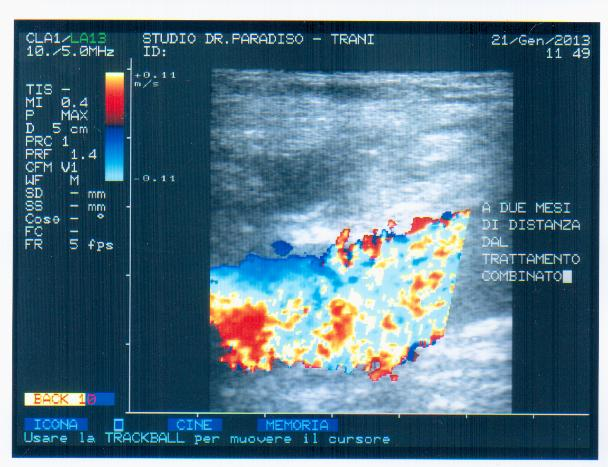 CLA1/LA13 STUDIO DR.PARADISO - TRANI 21/Gen/2013
10./5.0MHz ID: 11 49
+0.11
m/s
TIS -
MI 0.4
P MAX
D 5 cm
PRC 1
PRF 1.4
CFM V1
WF M
SD - mm
SS - mm
Cosθ - °
FC -
FR 5 fps
-0.11
A DUE MESI
DI DISTANZA
DAL
TRATTAMENTO
COMBINATO
BACK 10
ICONA CINE MEMORIA
Usare la TRACKBALL per muovere il cursore